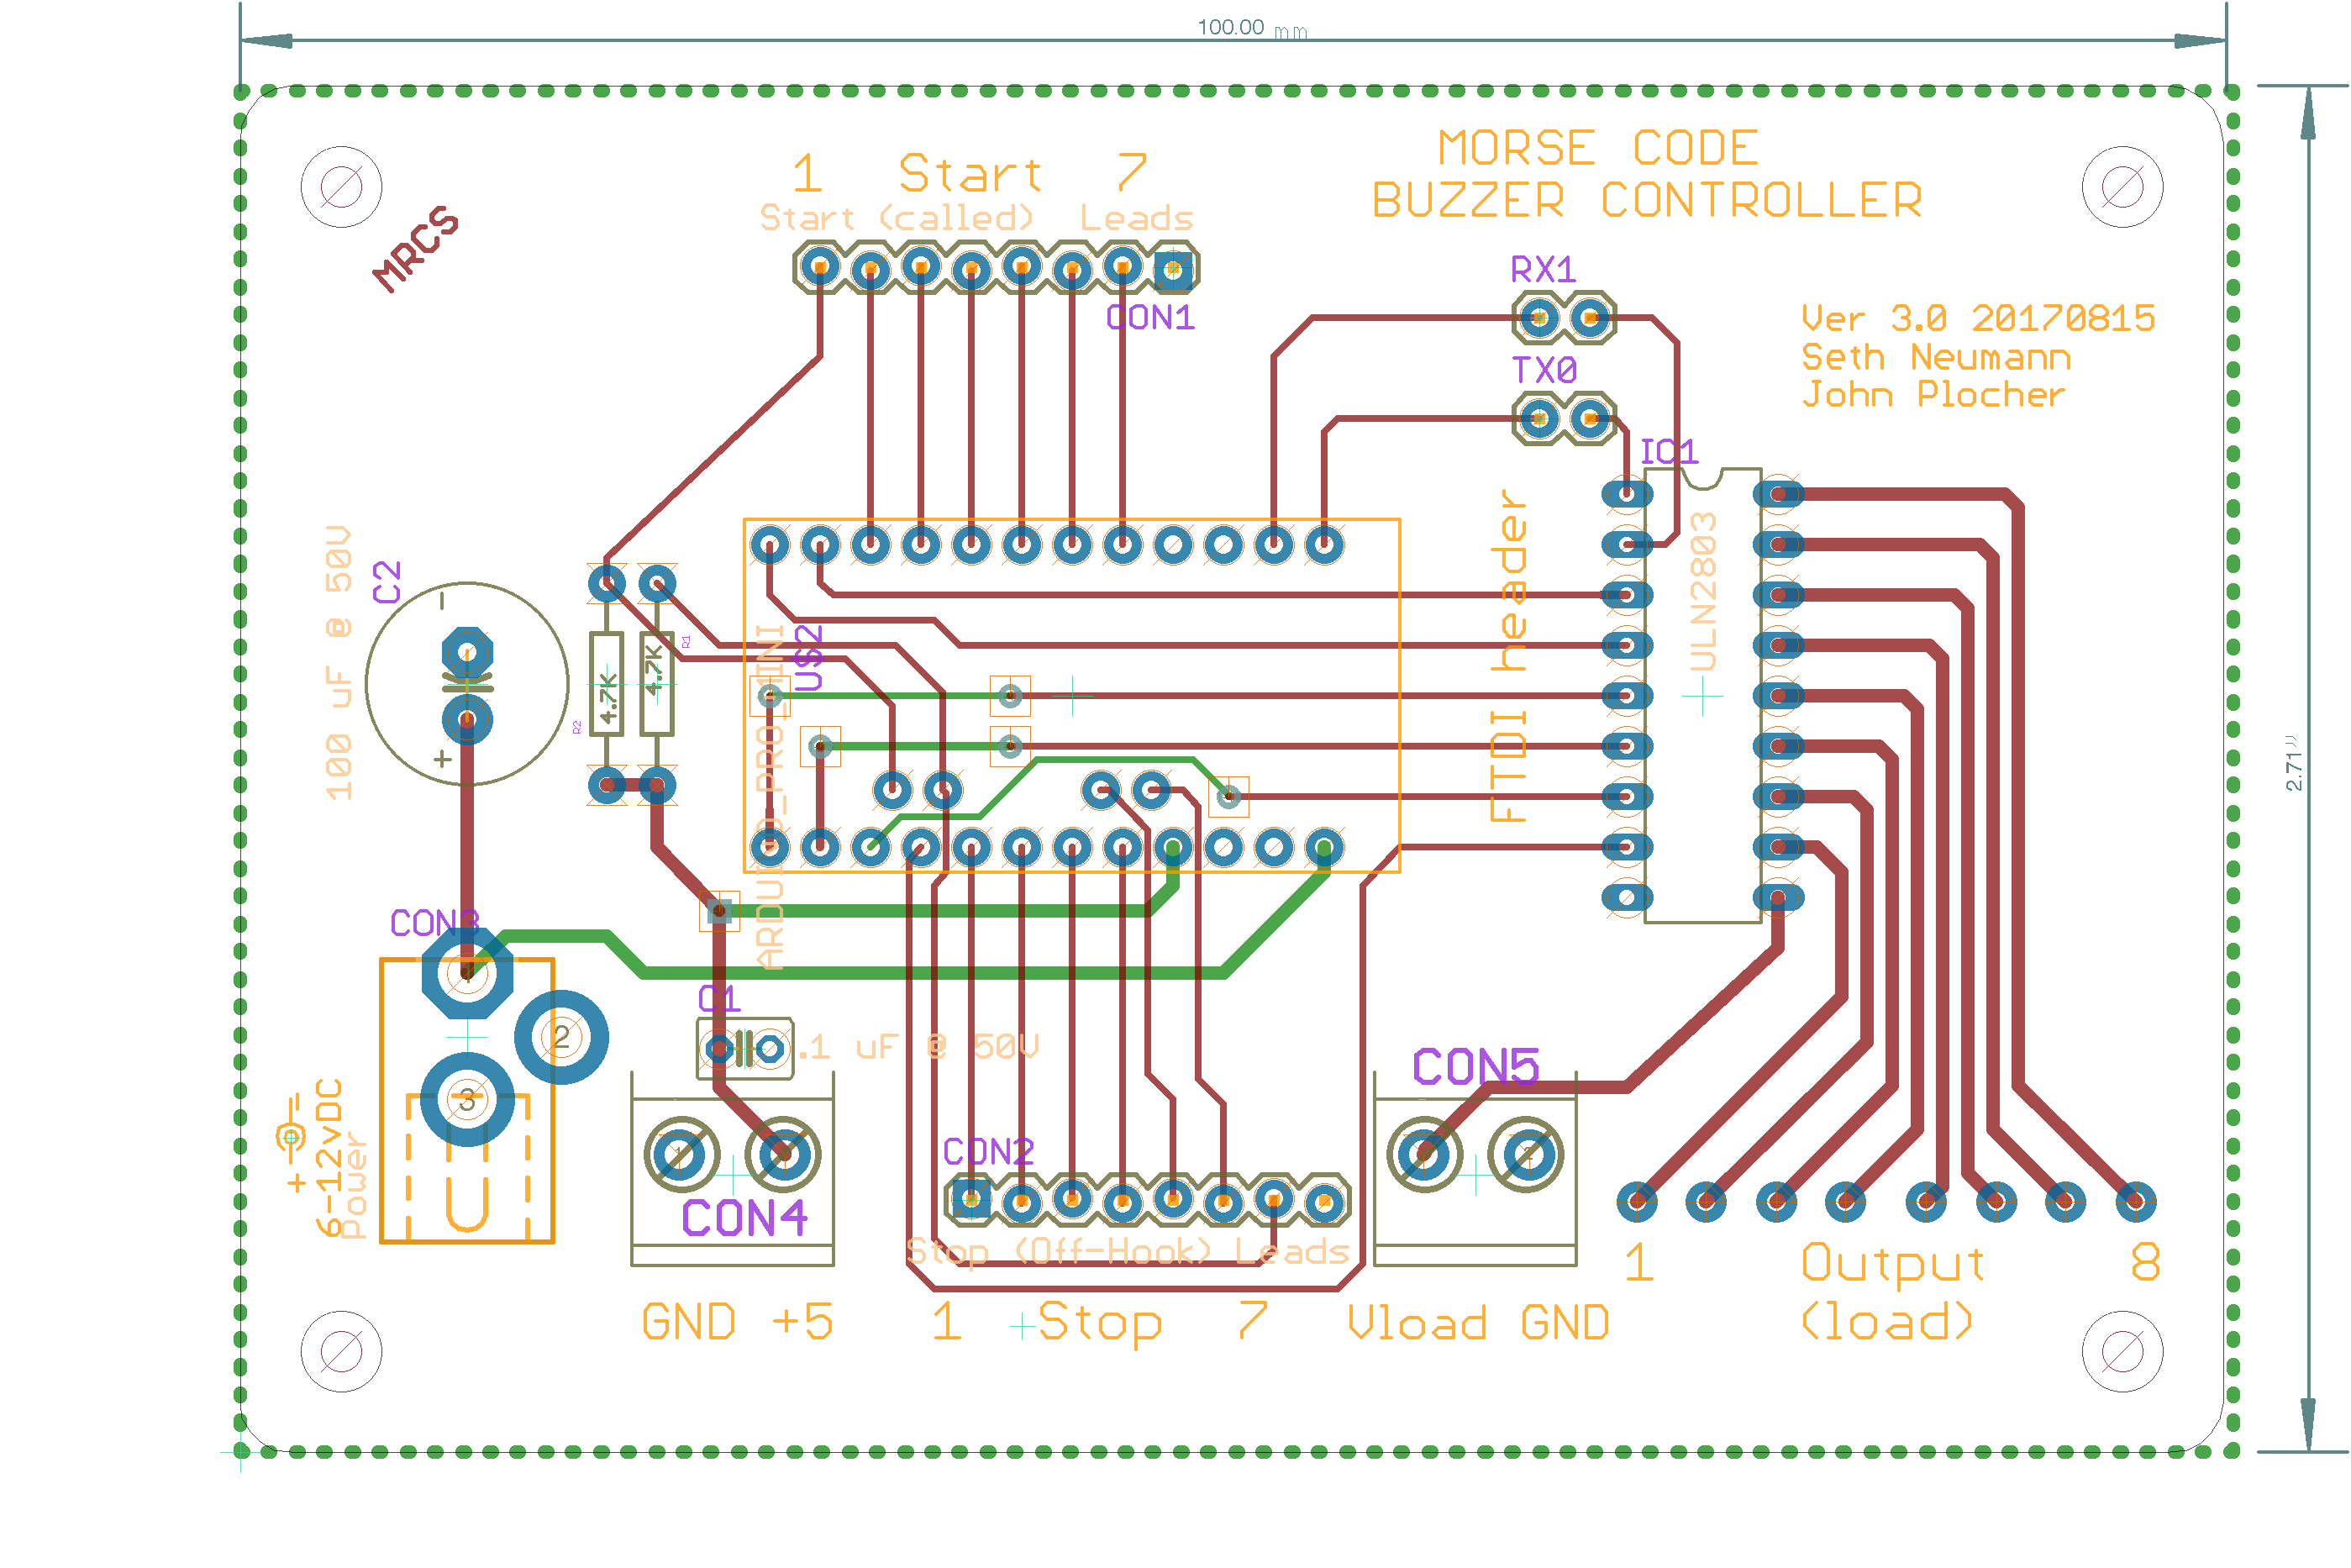 100.00 mm
MORSE CODE
BUZZER CONTROLLER
1 Start 7
Start (called) Leads
MRCS
CON1
RX1
TX0
Ver 3.0 20170815
Seth Neumann
John Plocher
IC1
ULN2803
FTDI header
100 uF @ 50V
C2
-
+
4.7K
4.7K
R1
R2
US2
ARDUINO_PRO_MINI
2.71"
CON3
1
2
3
C1
.1 uF @ 50V
+ -
6-12vDC
Power
CON5
CON2
1
2
CON4
Stop (Off-Hook) Leads
GND +5
1 Stop 7
Vload GND
1 Output 8
(load)